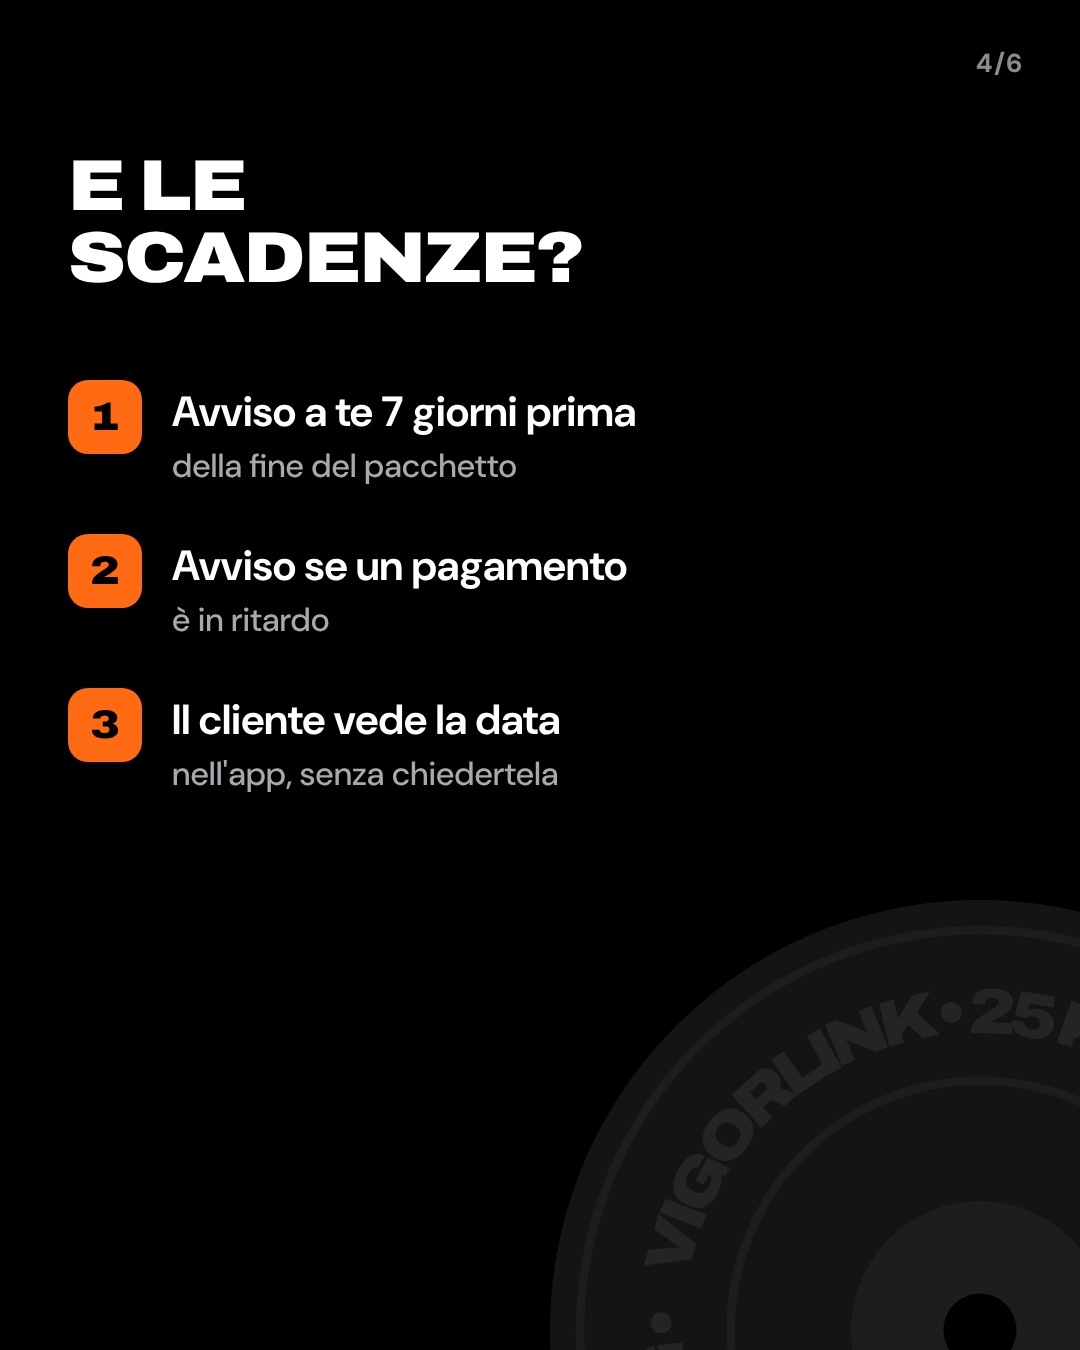 4/6
E LE
SCADENZE?
1
Avviso a te 7 giorni prima
della fine del pacchetto
2
Avviso se un pagamento
è in ritardo
3
Il cliente vede la data
nell'app, senza chiedertela
VIGORLINK • 25